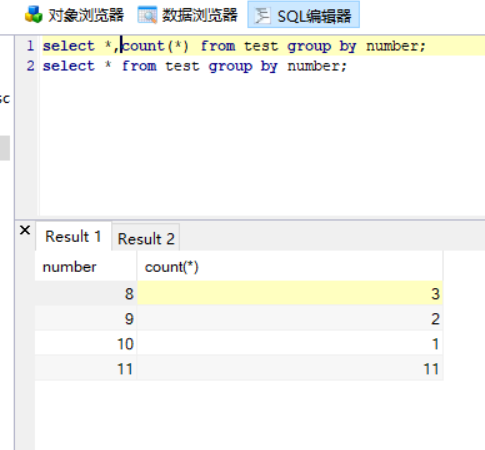 对象浏览器 数据浏览器 SQL编辑器
1 select *,count(*) from test group by number;
2 select * from test group by number;
sc
Result 1 Result 2
number count(*)
8 3
9 2
10 1
11 11